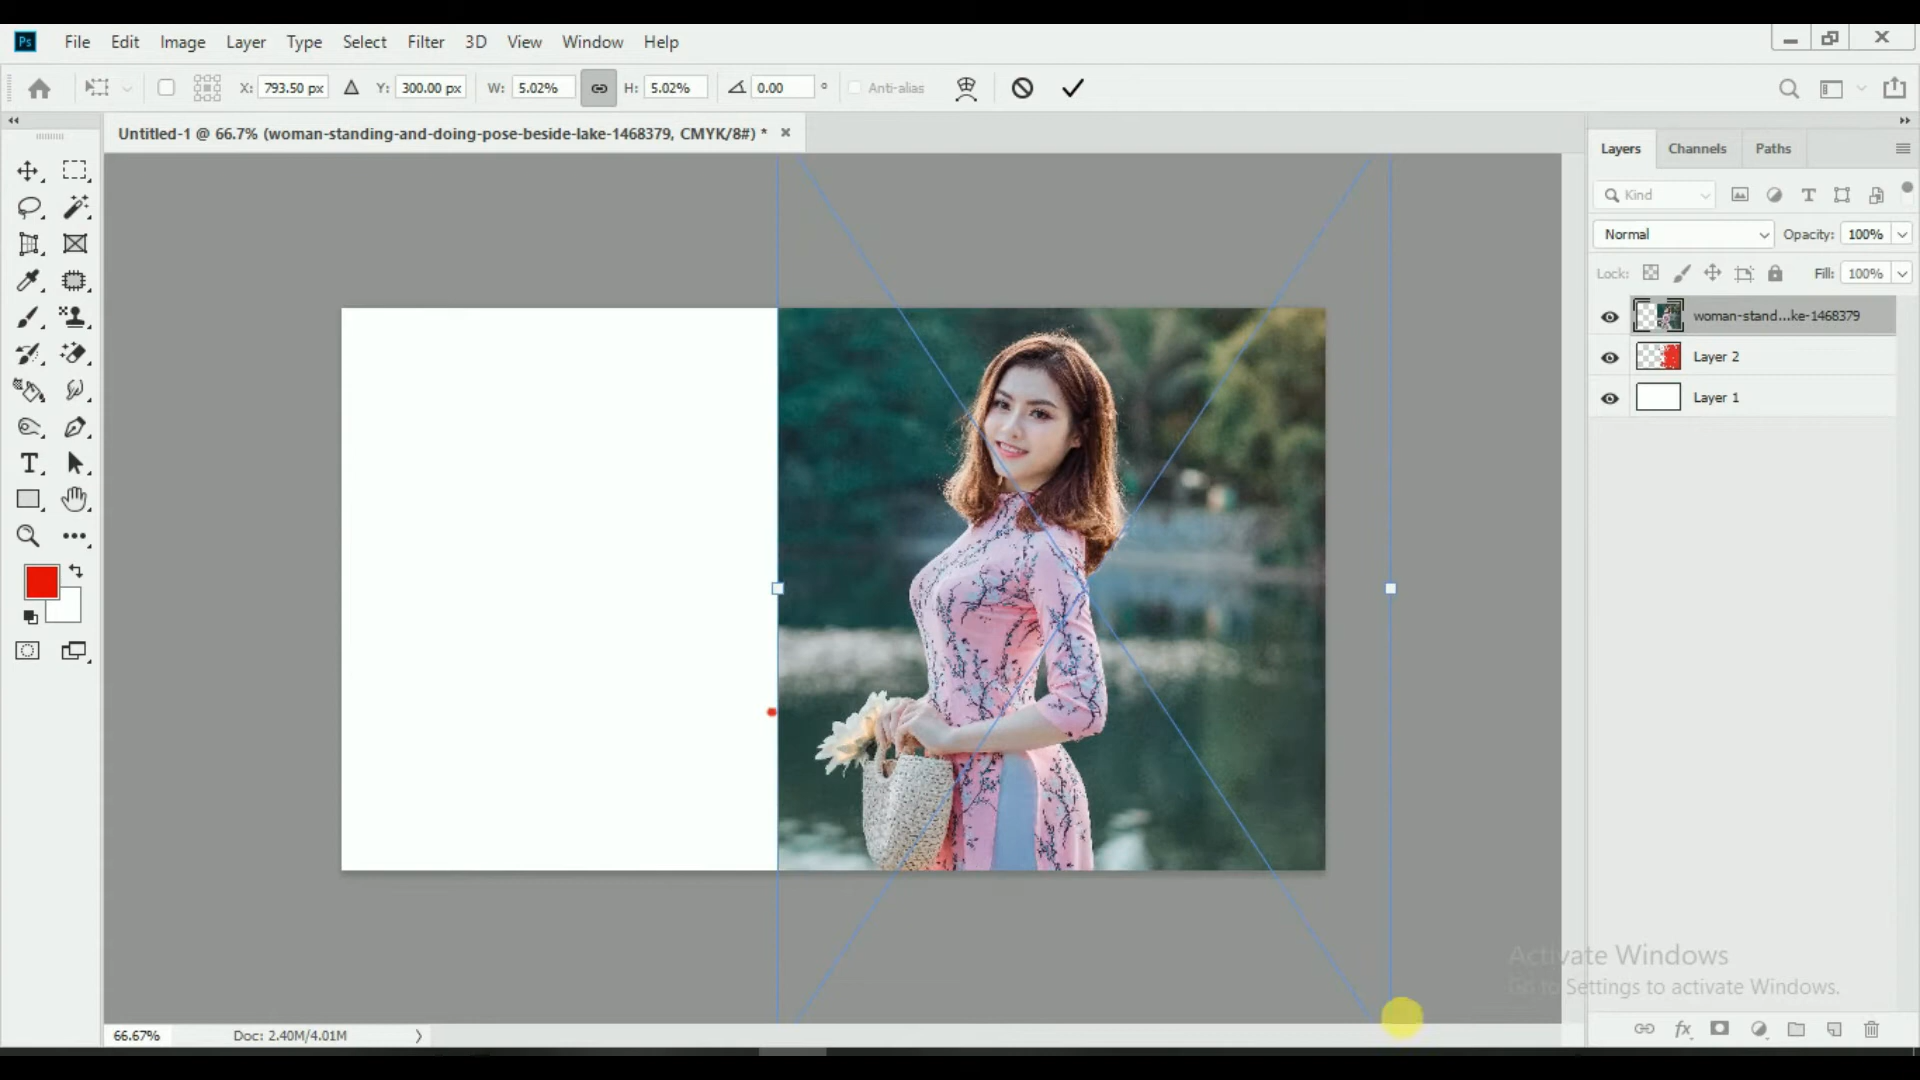 Ps File Edit Image Layer Type Select Filter 3D View Window Help
X: 793.50 px Y: 300.00 px W: 5.02% H: 5.02% 0.00 ° Anti-alias
Untitled-1 @ 66.7% (woman-standing-and-doing-pose-beside-lake-1468379, CMYK/8#) *
Layers Channels Paths
Kind
Normal Opacity: 100%
Lock: Fill: 100%
woman-stand...ke-1468379
Layer 2
Layer 1
Activate Windows
Go to Settings to activate Windows.
66.67% Doc: 2.40M/4.01M